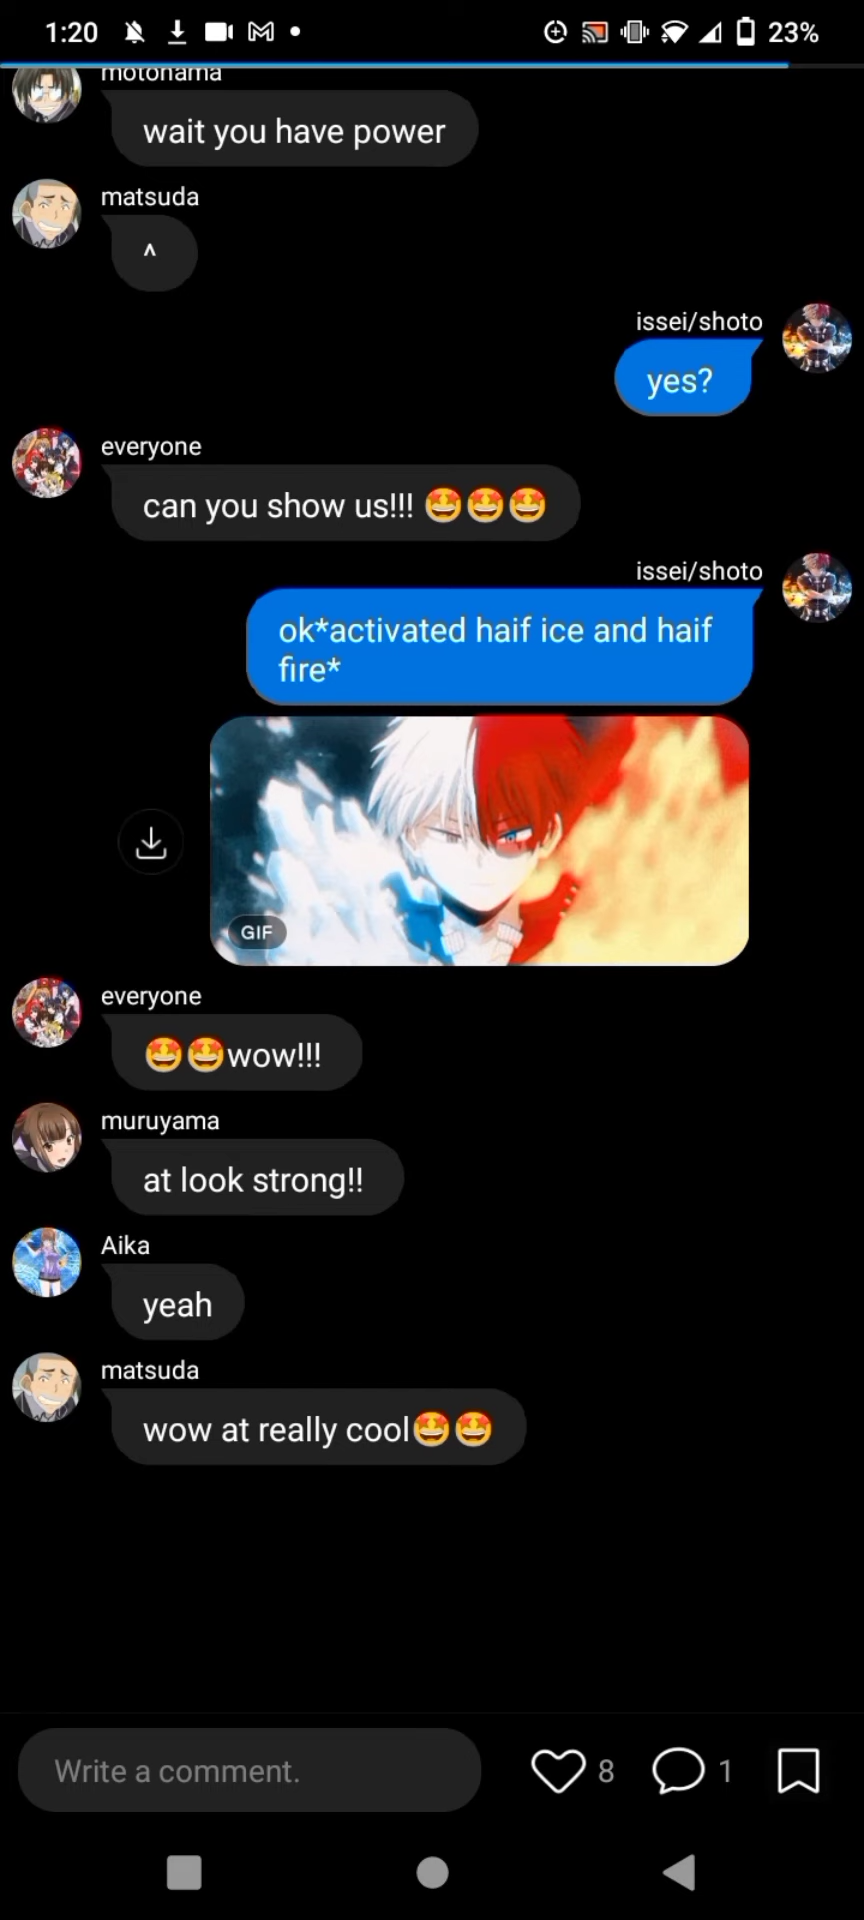 1:20
23%
motohama
wait you have power
matsuda
^
issei/shoto
yes?
everyone
can you show us!!! 🤩🤩🤩
issei/shoto
ok*activated haif ice and haif
fire*
GIF
everyone
🤩🤩wow!!!
muruyama
at look strong!!
Aika
yeah
matsuda
wow at really cool🤩🤩
Write a comment.
8
1